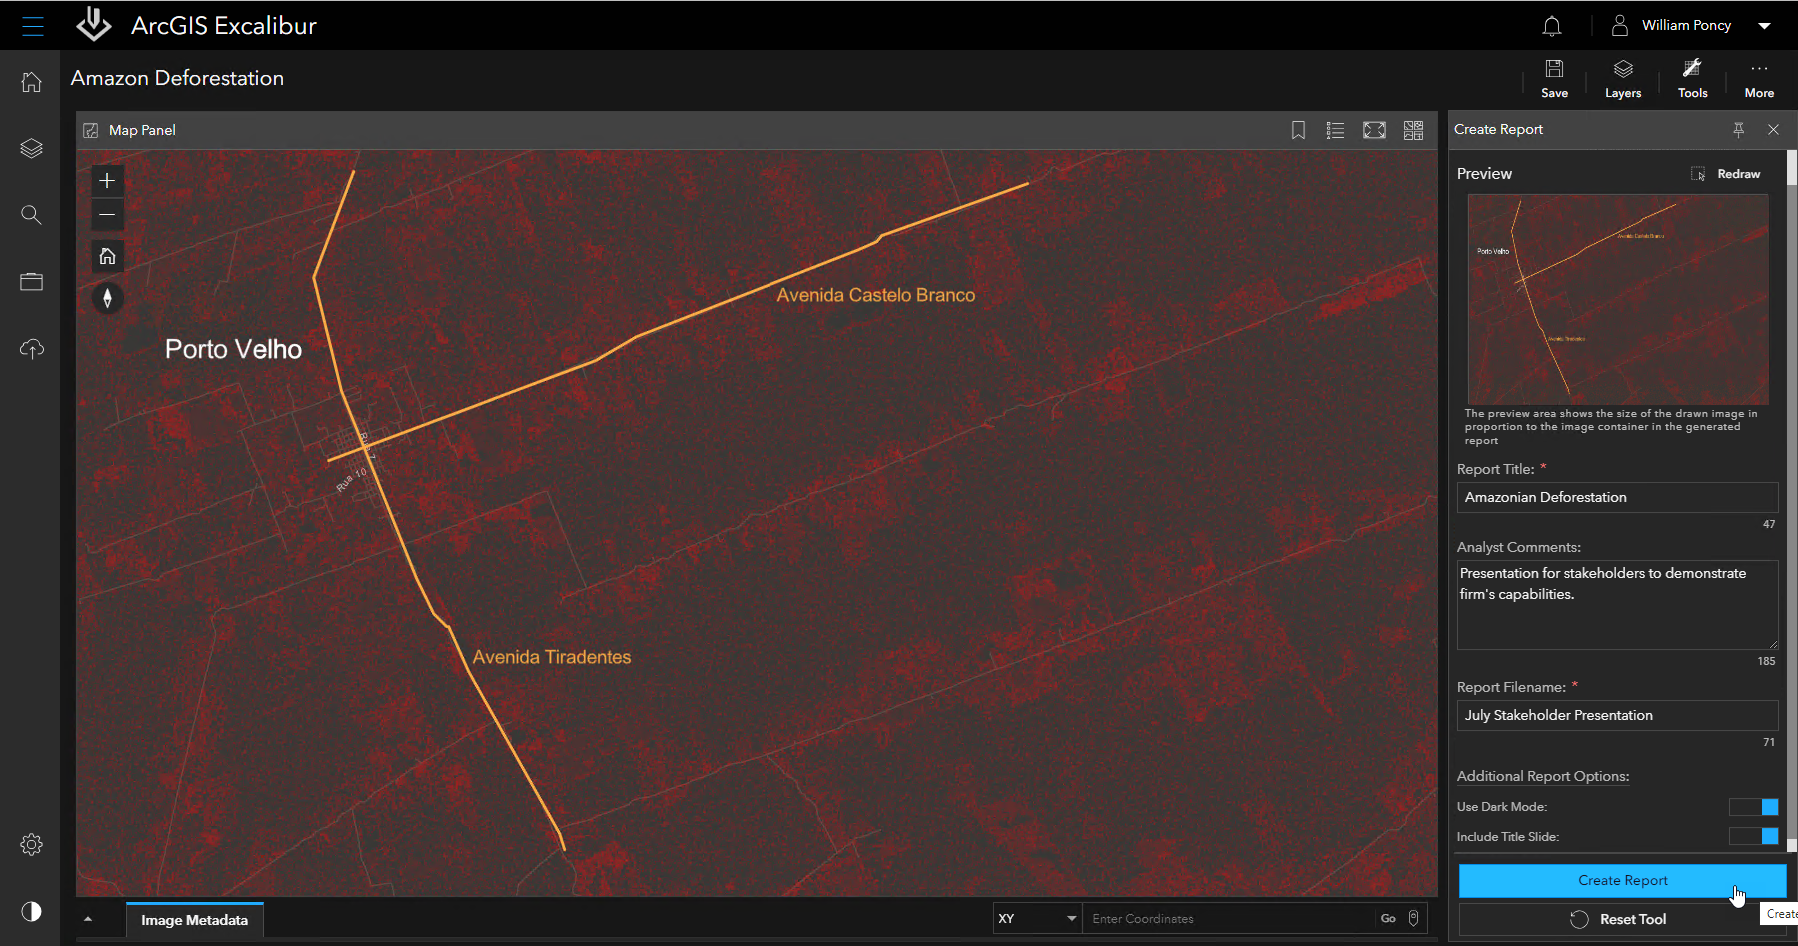 ArcGIS Excalibur
William Poncy
Amazon Deforestation
Save
Layers
Tools
More
Map Panel
Porto Velho
Avenida Castelo Branco
Rua 7
Rua 10
Avenida Tiradentes
Image Metadata
XY
Enter Coordinates
Go
Create Report
Preview
Redraw
Porto Velho
Avenida Castelo Branco
Avenida Tiradentes
The preview area shows the size of the drawn image in
proportion to the image container in the generated
report
Report Title: *
Amazonian Deforestation
47
Analyst Comments:
Presentation for stakeholders to demonstrate
firm's capabilities.
185
Report Filename: *
July Stakeholder Presentation
71
Additional Report Options:
Use Dark Mode:
Include Title Slide:
Create Report
Create
Reset Tool